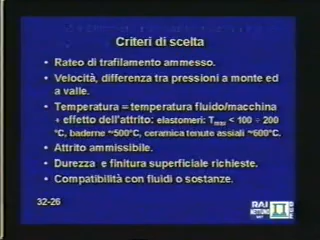 Criteri di scelta
• Rateo di trafilamento ammesso.
• Velocità, differenza tra pressioni a monte ed
a valle.
• Temperatura = temperatura fluido/macchina
+ effetto dell'attrito: elastomeri: Tmax < 100 ÷ 200
°C, baderne ~500°C, ceramica tenute assiali ~600°C.
• Attrito ammissibile.
• Durezza e finitura superficiale richieste.
• Compatibilità con fluidi o sostanze.
32-26
RAI